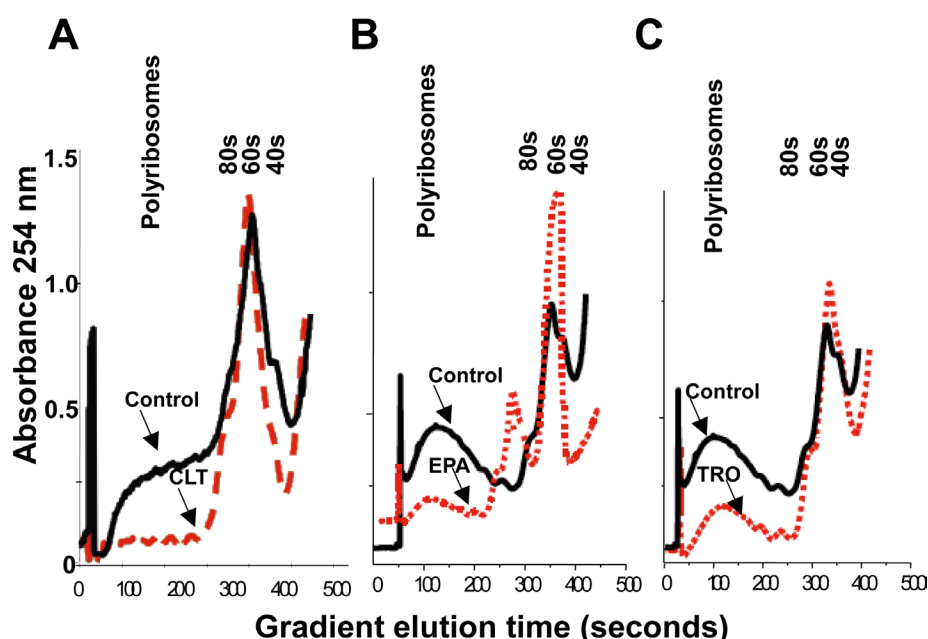 A
B
C
Polyribosomes
80s
60s
40s
Polyribosomes
80s
60s
40s
Polyribosomes
80s
60s
40s
Absorbance 254 nm
1.5
1.0
0.5
0
Control
CLT
Control
EPA
Control
TRO
0 100 200 300 400 500
0 100 200 300 400 500
0 100 200 300 400 500
Gradient elution time (seconds)